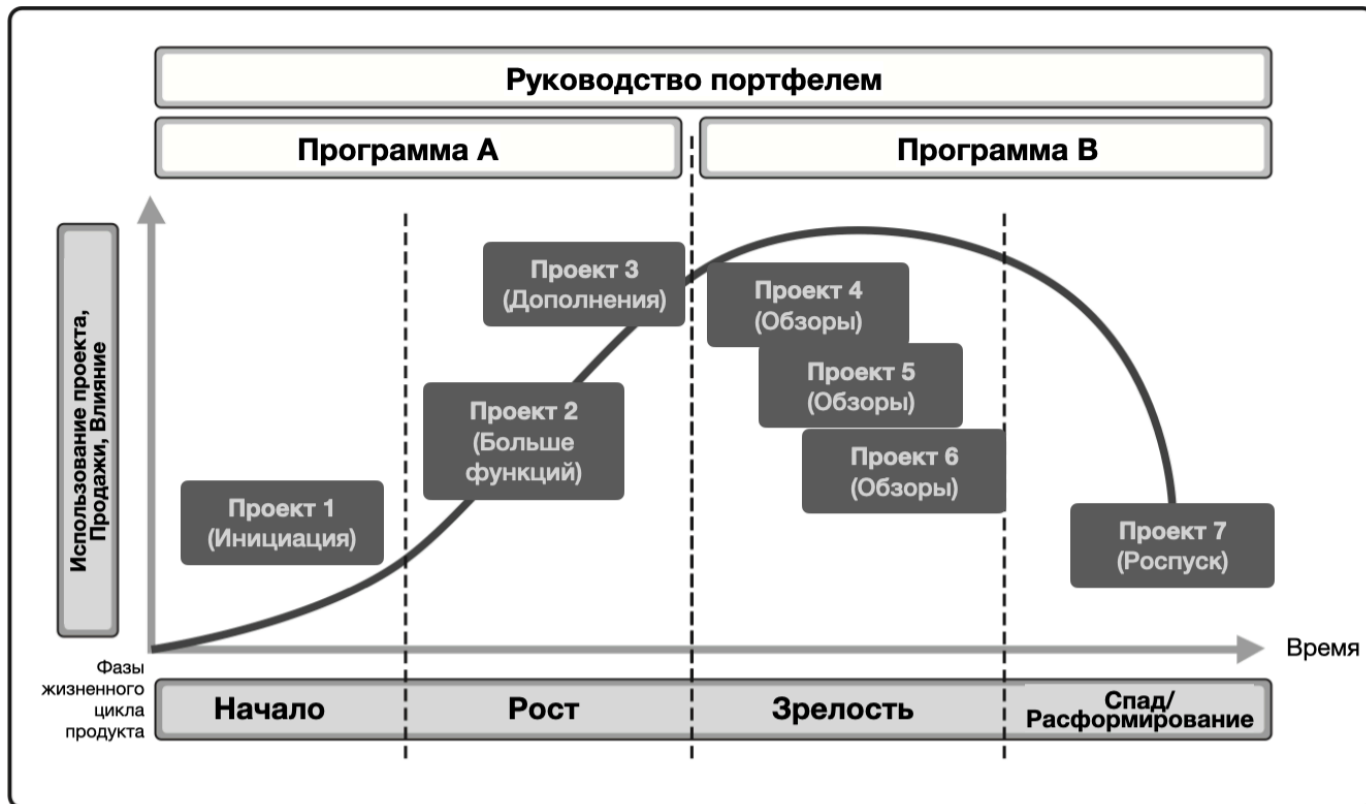 Руководство портфелем
Программа А
Программа В
Использование проекта,
Продажи, Влияние
Проект 3
(Дополнения)
Проект 4
(Обзоры)
Проект 5
(Обзоры)
Проект 2
(Больше
функций)
Проект 6
(Обзоры)
Проект 1
(Инициация)
Проект 7
(Роспуск)
Время
Фазы
жизненного
цикла
продукта
Начало
Рост
Зрелость
Спад/
Расформирование